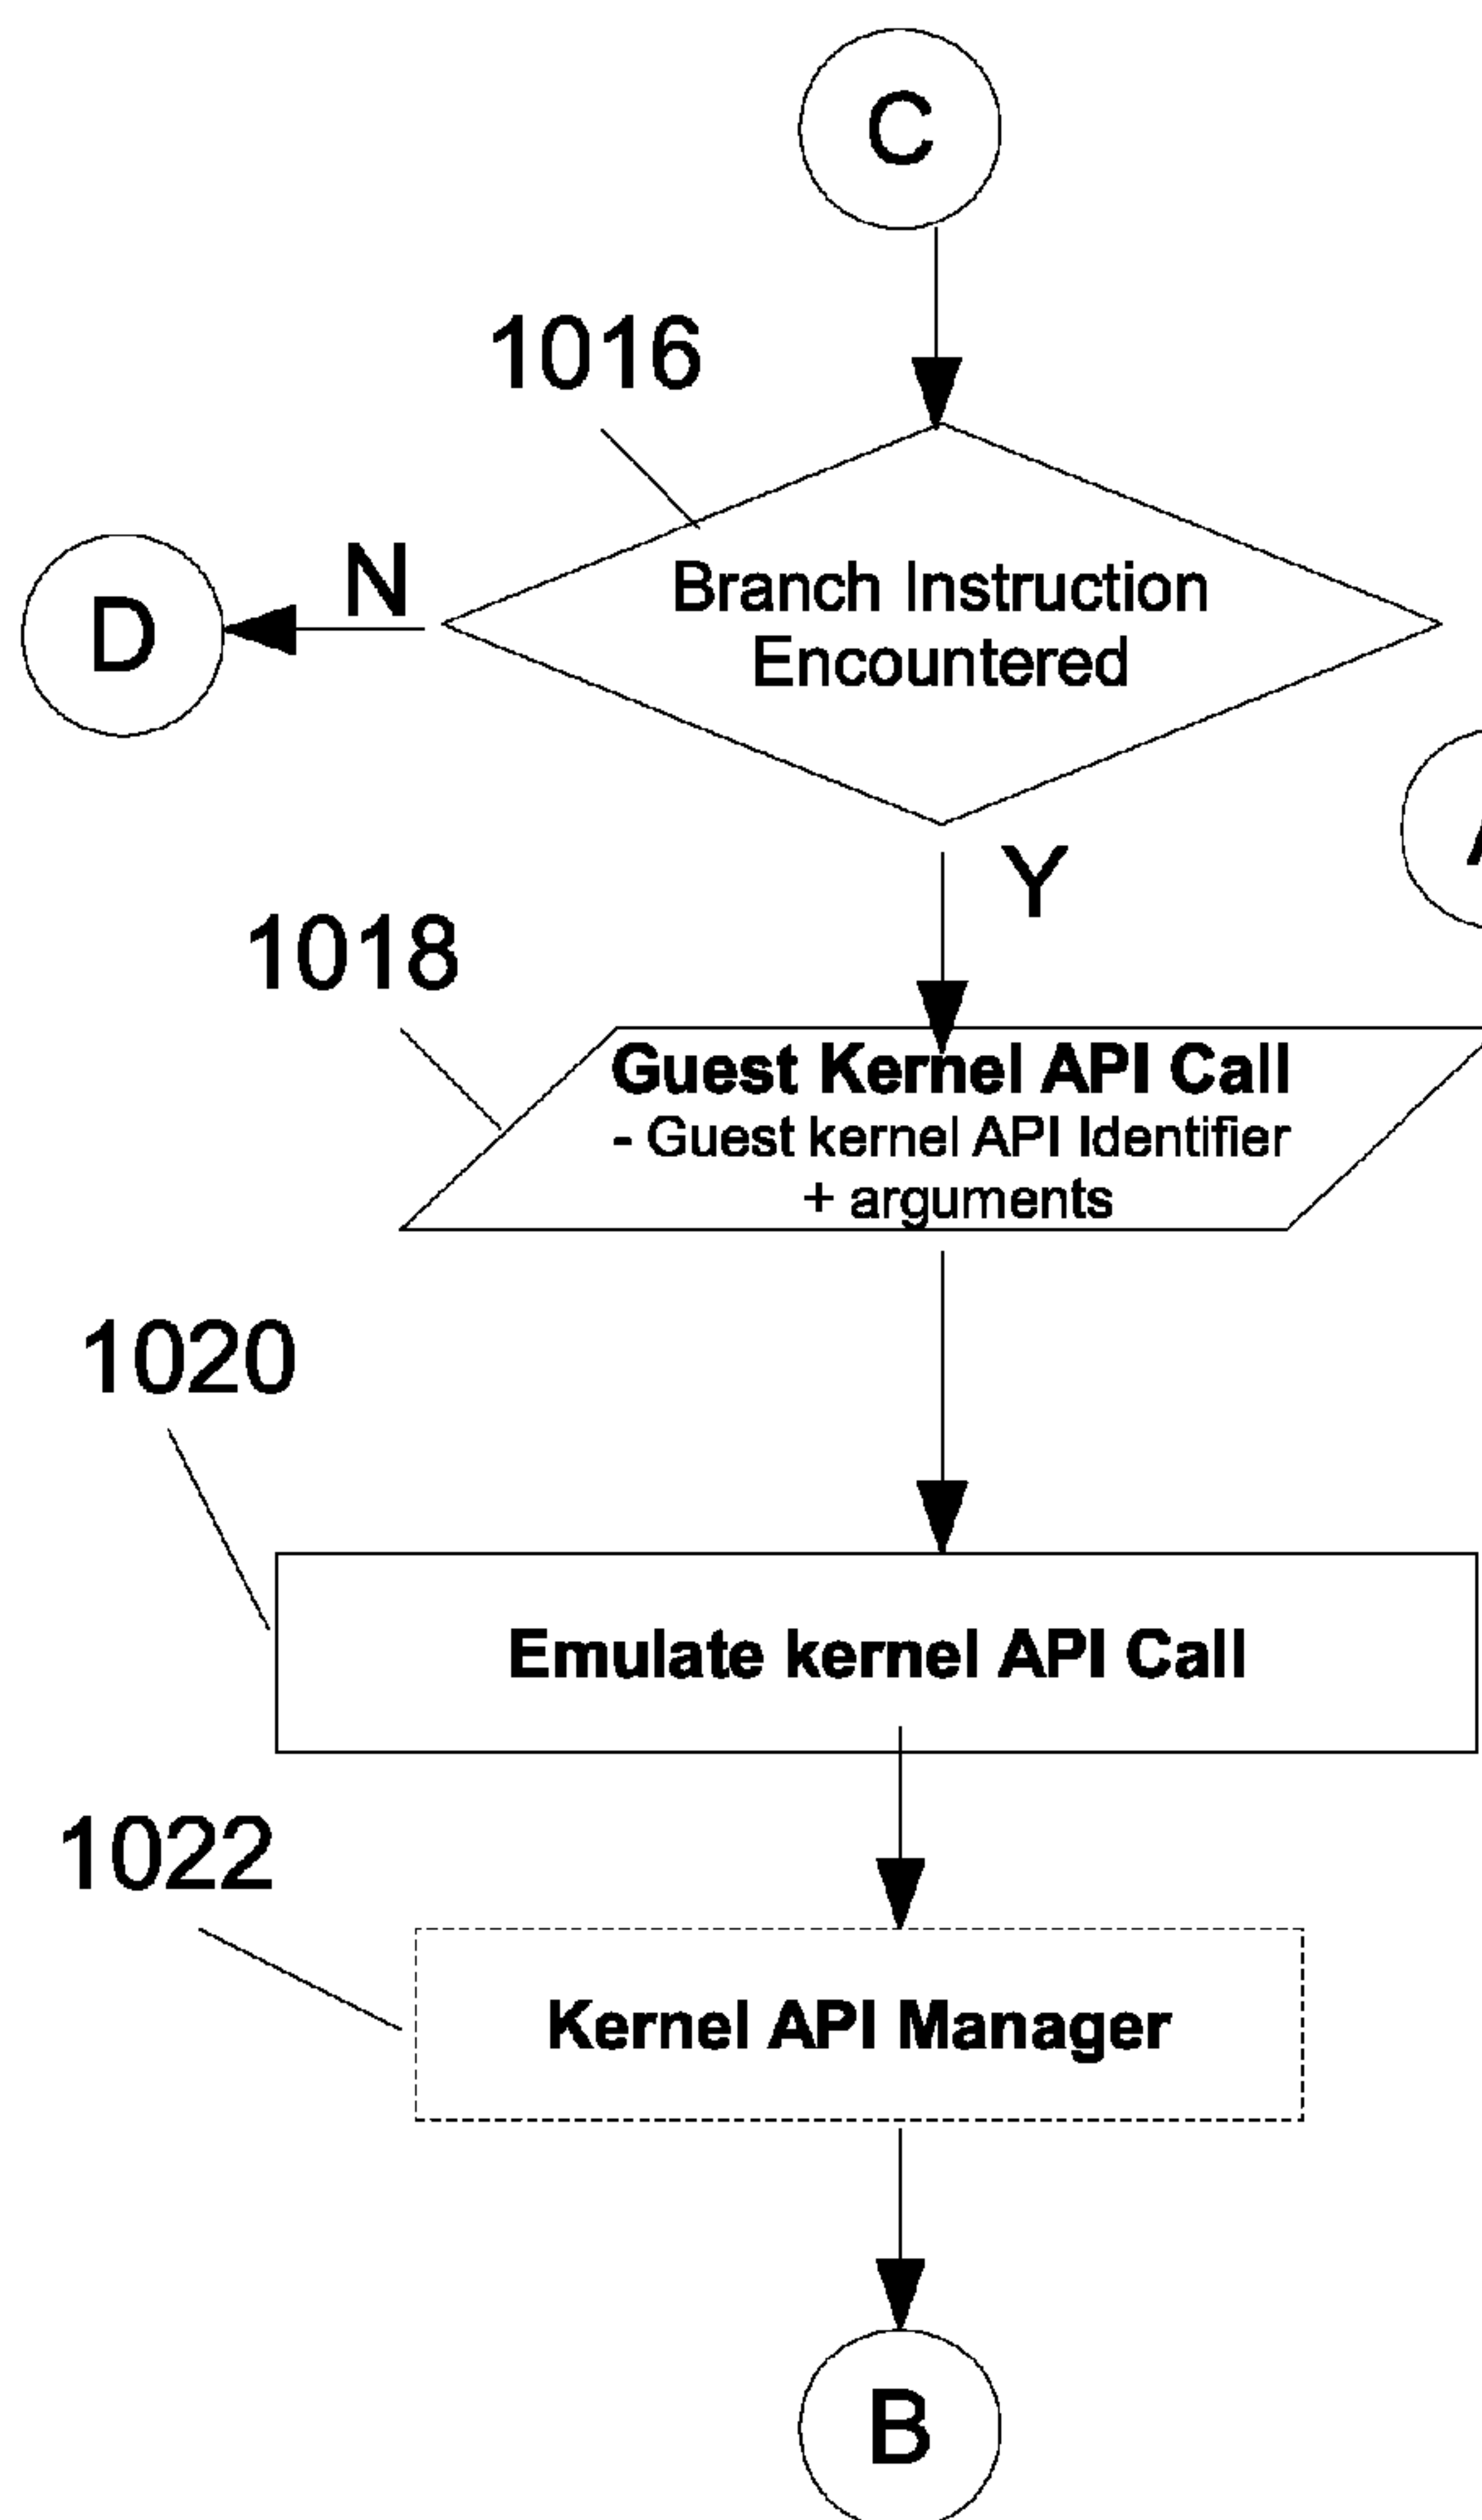 C
1016
Branch Instruction
Encountered
N
D
Y
1018
Guest Kernel API Call
- Guest kernel API Identifier
+ arguments
1020
Emulate kernel API Call
1022
Kernel API Manager
B